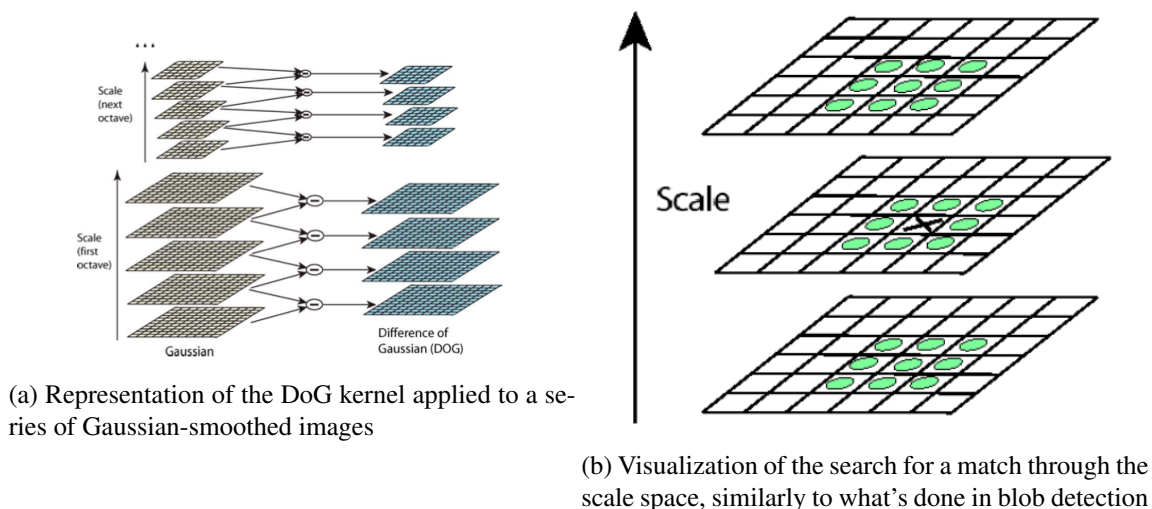 ...
Scale
(next
octave)
Scale
(first
octave)
Gaussian
Difference of
Gaussian (DOG)
(a) Representation of the DoG kernel applied to a se-
ries of Gaussian-smoothed images
Scale
(b) Visualization of the search for a match through the
scale space, similarly to what's done in blob detection